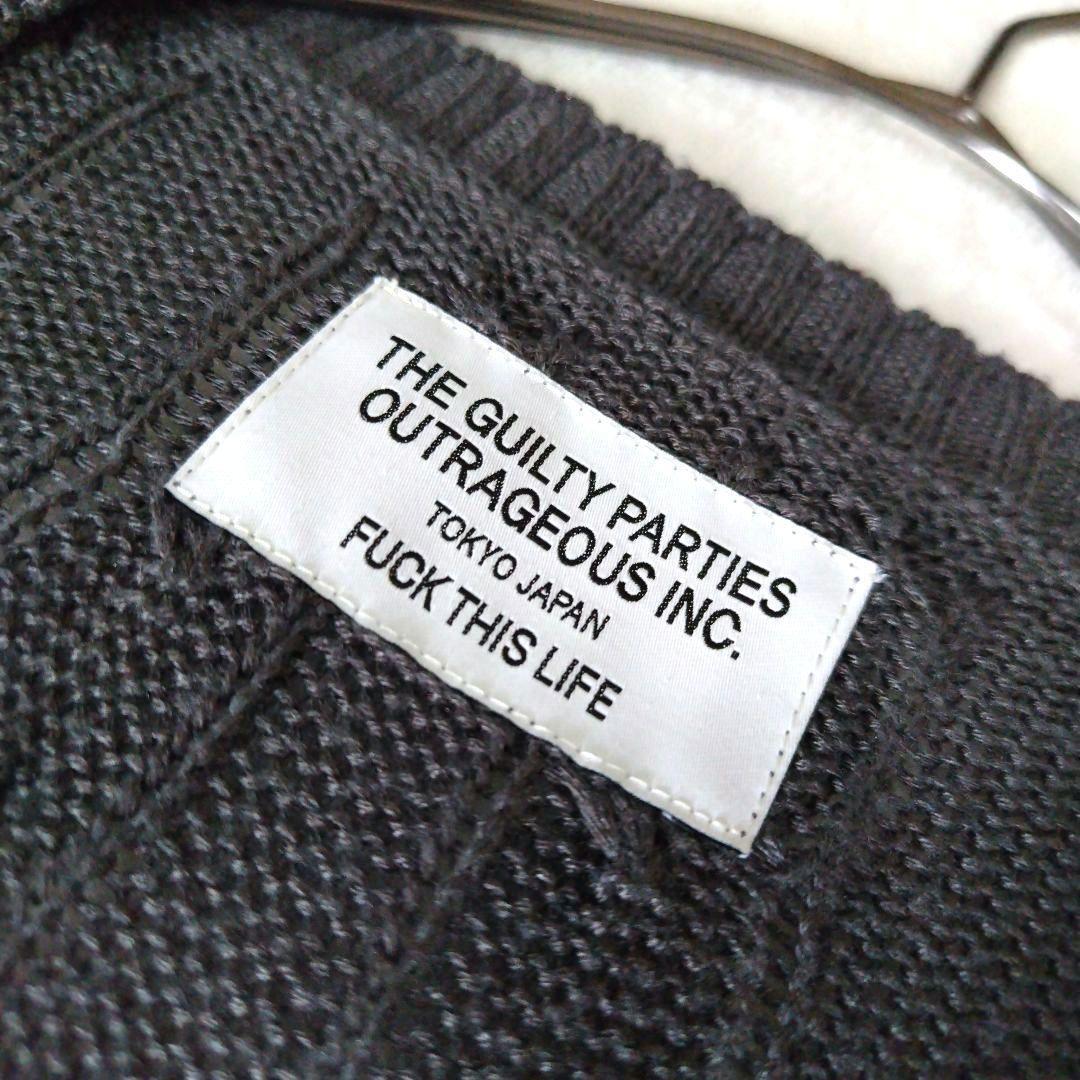 THE GUILTY PARTIES
OUTRAGEOUS INC.
TOKYO JAPAN
FUCK THIS LIFE